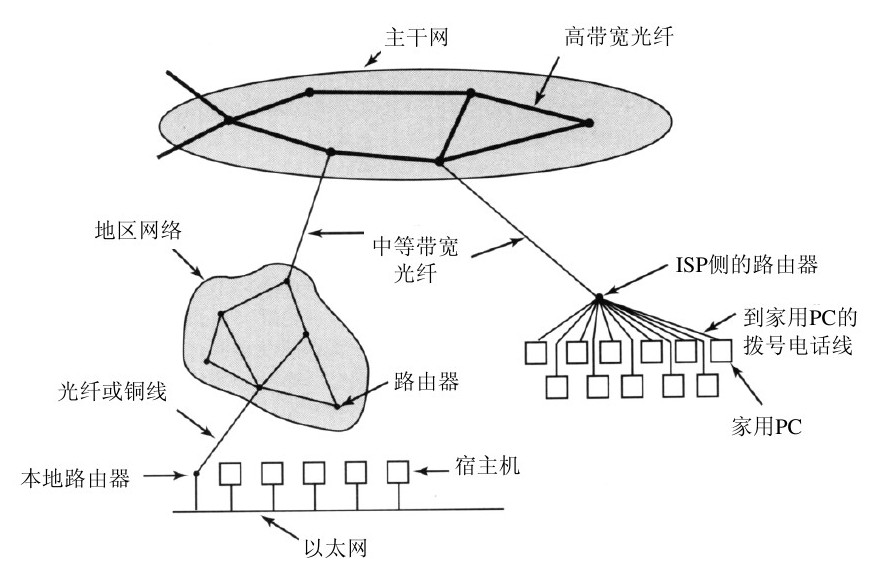 主干网
高带宽光纤
地区网络
中等带宽
光纤
ISP侧的路由器
到家用PC的
拨号电话线
光纤或铜线
路由器
家用PC
本地路由器
宿主机
以太网